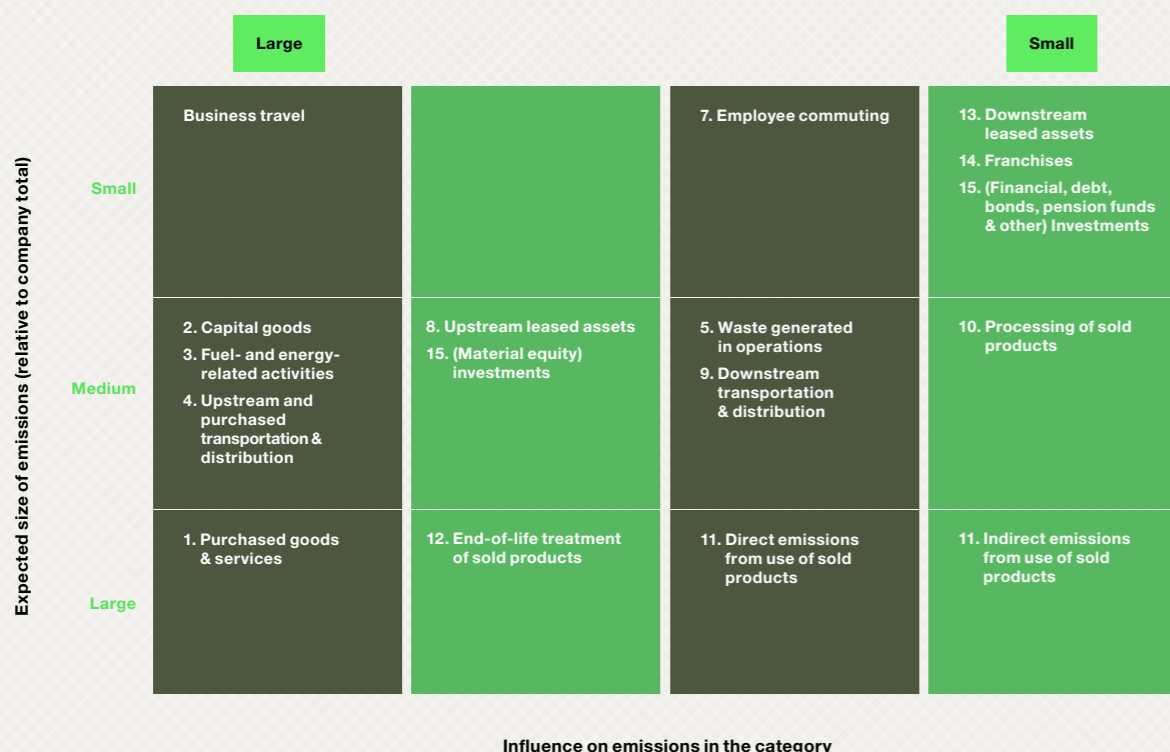 Large
Small
Expected size of emissions (relative to company total)
Small
Business travel
7. Employee commuting
13. Downstream
leased assets
14. Franchises
15. (Financial, debt,
bonds, pension funds
& other) Investments
Medium
2. Capital goods
3. Fuel- and energy-
related activities
4. Upstream and
purchased
transportation &
distribution
8. Upstream leased assets
15. (Material equity)
investments
5. Waste generated
in operations
9. Downstream
transportation
& distribution
10. Processing of sold
products
Large
1. Purchased goods
& services
12. End-of-life treatment
of sold products
11. Direct emissions
from use of sold
products
11. Indirect emissions
from use of sold
products
Influence on emissions in the category